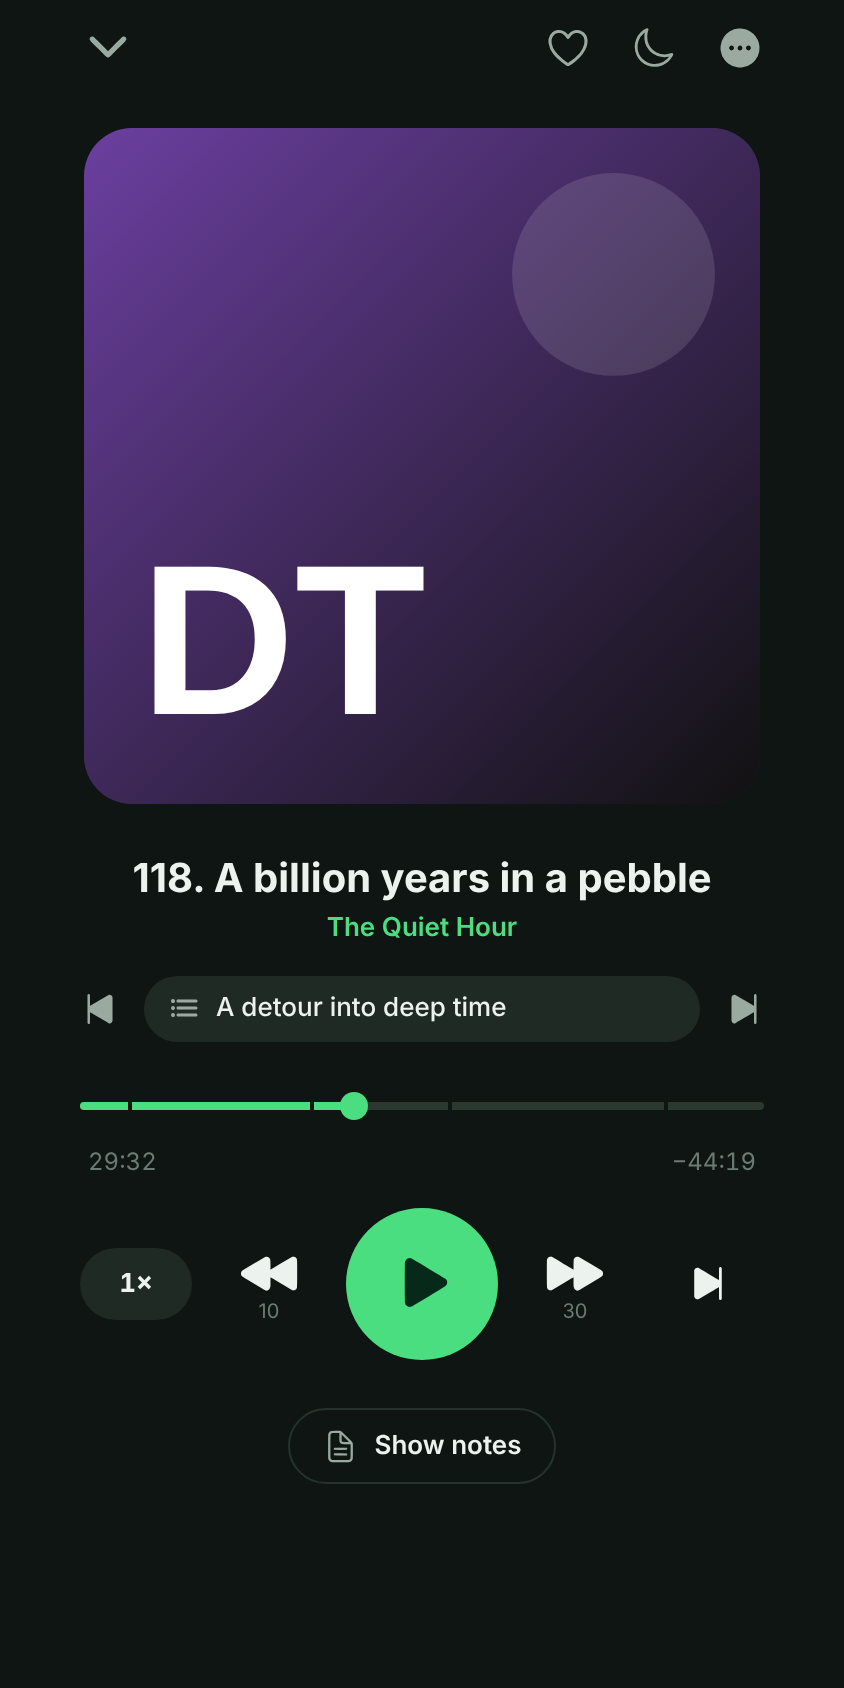 DT
118. A billion years in a pebble
The Quiet Hour
A detour into deep time
29:32
−44:19
1×
10
30
Show notes